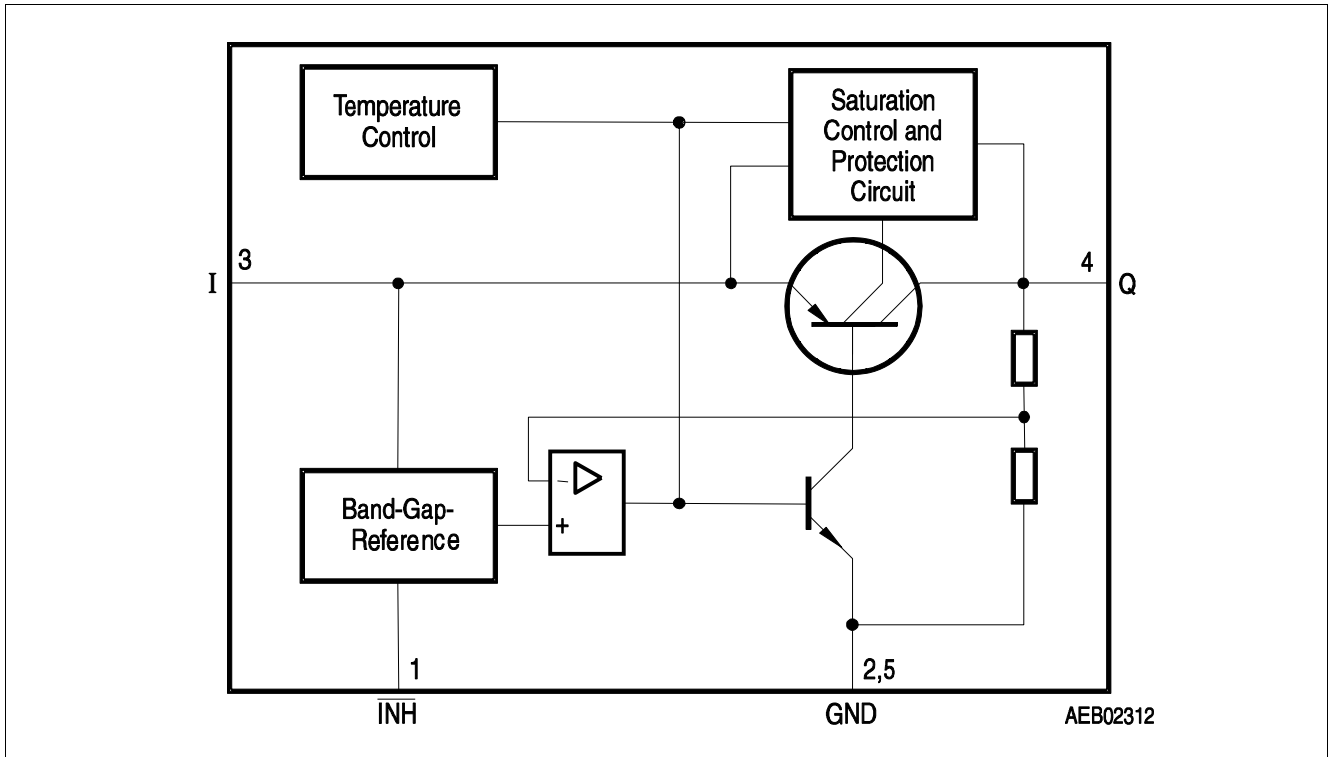 Temperature
Control
Saturation
Control and
Protection
Circuit
I
3
4
Q
Band-Gap-
Reference
-
+
1
2,5
INH
GND
AEB02312